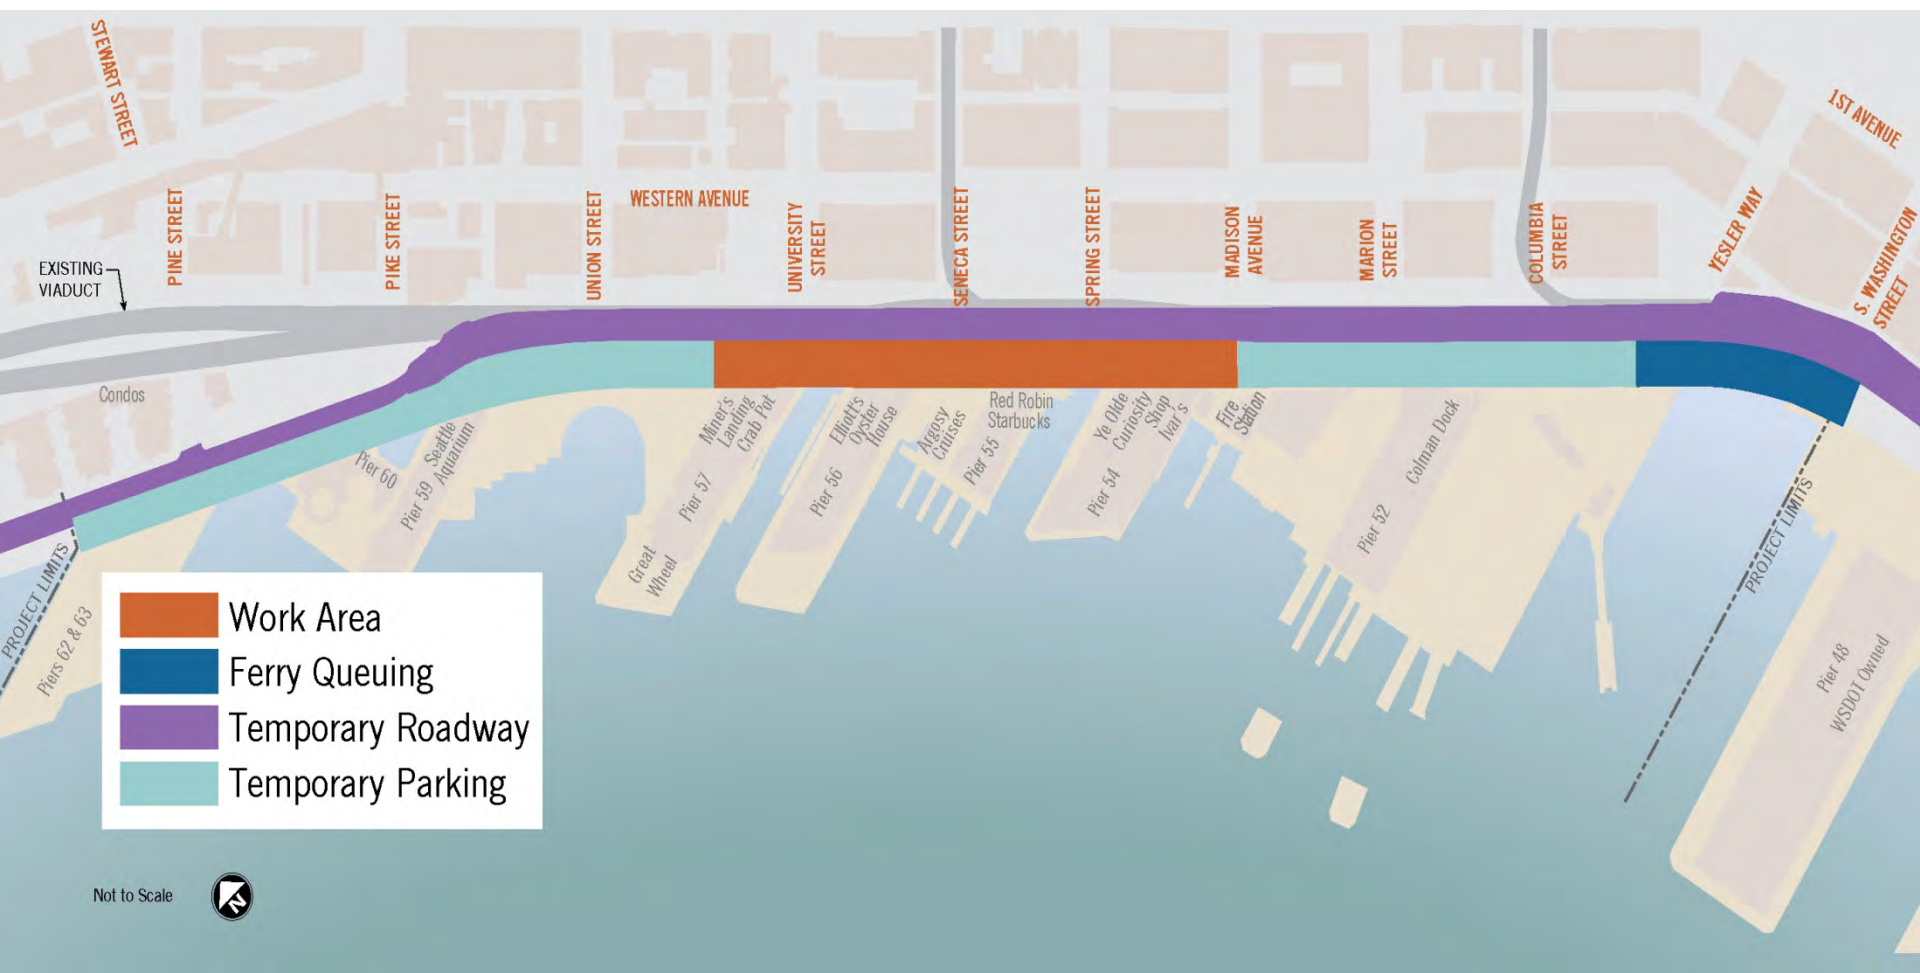 STEWART STREET
1ST AVENUE
PINE STREET
PIKE STREET
UNION STREET
WESTERN AVENUE
UNIVERSITY
STREET
SENECA STREET
SPRING STREET
MADISON
AVENUE
MARION
STREET
COLUMBIA
STREET
YESLER WAY
S. WASHINGTON
STREET
EXISTING
VIADUCT
Condos
Pier 60
Seattle
Aquarium
Pier 59
Miner's
Landing
Crab Pot
Pier 57
Great
Wheel
Elliott's
Oyster
House
Pier 56
Argosy
Cruises
Pier 55
Red Robin
Starbucks
Ye Olde
Curiosity
Shop
Ivar's
Pier 54
Fire
Station
Colman Dock
Pier 52
PROJECT LIMITS
Pier 48
WSDOT Owned
PROJECT LIMITS
Piers 62 & 63
Work Area
Ferry Queuing
Temporary Roadway
Temporary Parking
Not to Scale
N